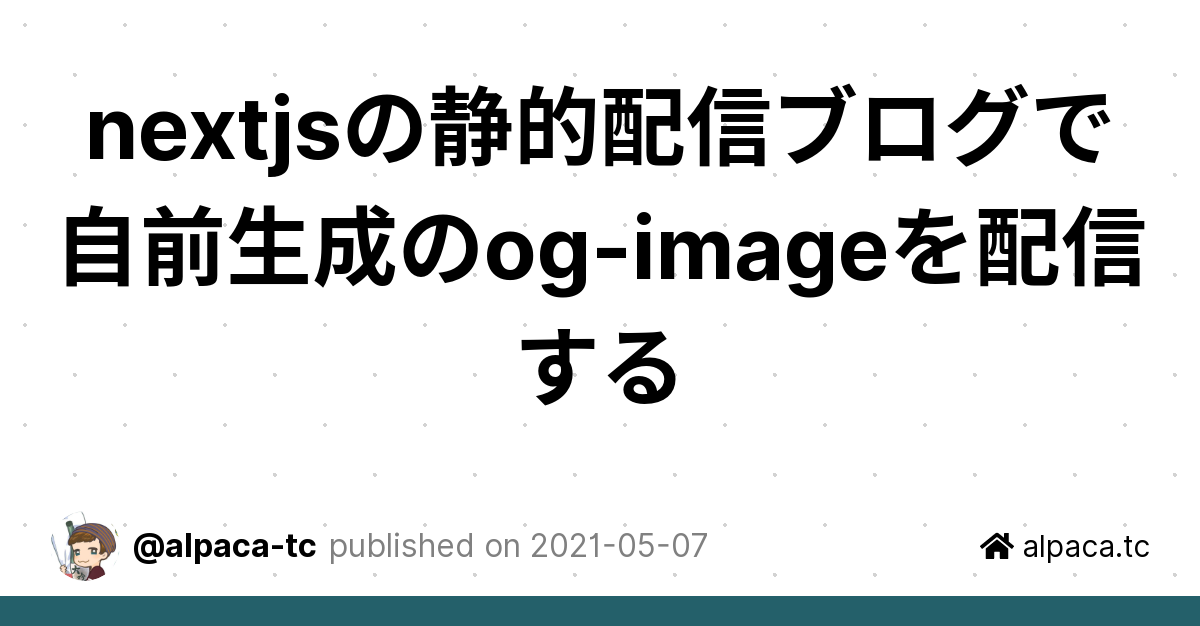 nextjsの静的配信ブログで
自前生成のog-imageを配信
する
@alpaca-tc published on 2021-05-07
alpaca.tc